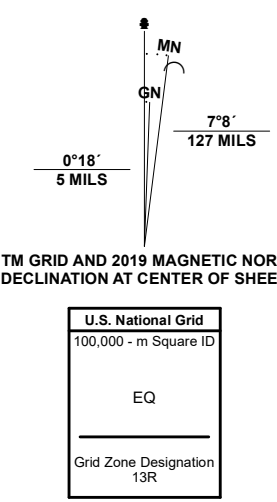 MN
GN
7°8´
127 MILS
0°18´
5 MILS
TM GRID AND 2019 MAGNETIC NOR
DECLINATION AT CENTER OF SHEE
U.S. National Grid
100,000 - m Square ID
EQ
Grid Zone Designation
13R